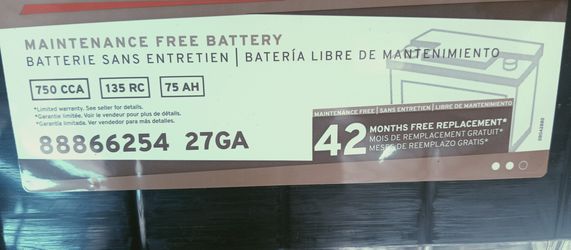 MAINTENANCE FREE BATTERY
BATTERIE SANS ENTRETIEN | BATERÍA LIBRE DE MANTENIMIENTO
750 CCA 135 RC 75 AH
*Limited warranty. See seller for details.
*Garantie limitée. Voir le vendeur pour plus de détails.
*Garantía limitada. Ver vendedor para más detalles.
88866254 27GA
MAINTENANCE FREE | SANS ENTRETIEN | LIBRE DE MANTENIMIENTO
42 MONTHS FREE REPLACEMENT*
MOIS DE REMPLACEMENT GRATUIT*
MESES DE REEMPLAZO GRATIS*